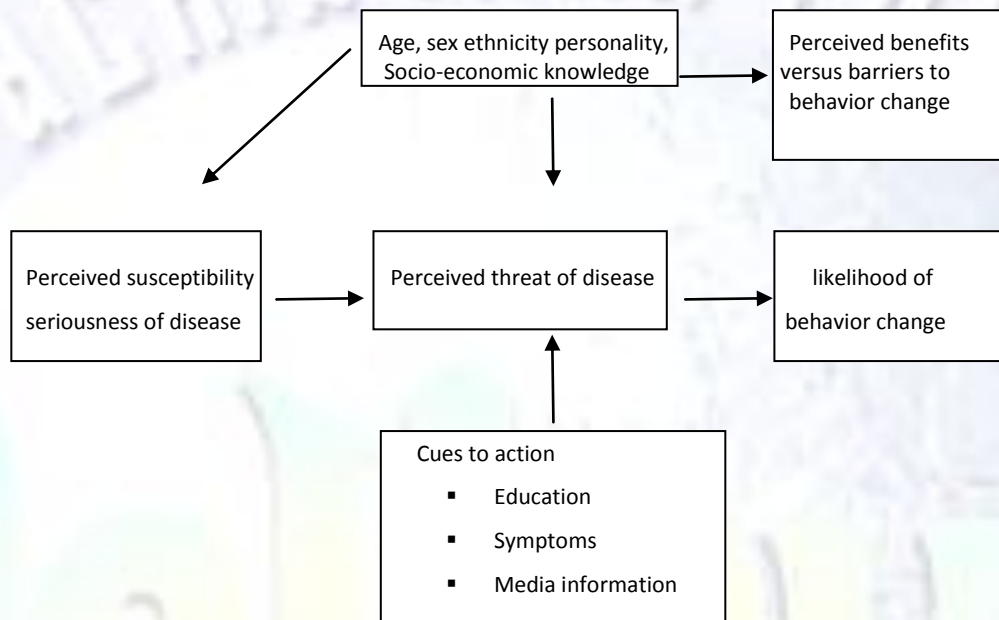 Age, sex ethnicity personality,
Socio-economic knowledge
Perceived benefits
versus barriers to
behavior change
Perceived susceptibility
seriousness of disease
Perceived threat of disease
likelihood of
behavior change
Cues to action
▪ Education
▪ Symptoms
▪ Media information